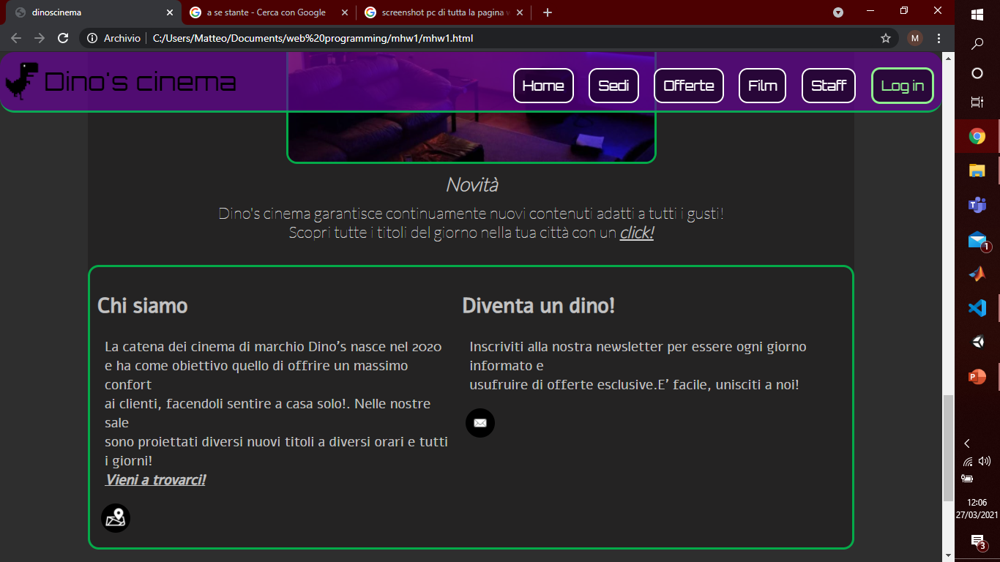 dinoscinema
a se stante - Cerca con Google
screenshot pc di tutta la pagina w
Archivio
C:/Users/Matteo/Documents/web%20programming/mhw1/mhw1.html
M
Dino's cinema
Home
Sedi
Offerte
Film
Staff
Log in
Novità
Dino's cinema garantisce continuamente nuovi contenuti adatti a tutti i gusti!
Scopri tutte i titoli del giorno nella tua città con un click!
Chi siamo
La catena dei cinema di marchio Dino's nasce nel 2020
e ha come obiettivo quello di offrire un massimo
confort
ai clienti, facendoli sentire a casa solo!. Nelle nostre
sale
sono proiettati diversi nuovi titoli a diversi orari e tutti
i giorni!
Vieni a trovarci!
Diventa un dino!
Inscriviti alla nostra newsletter per essere ogni giorno
informato e
usufruire di offerte esclusive.E' facile, unisciti a noi!
1
12:06
27/03/2021
3